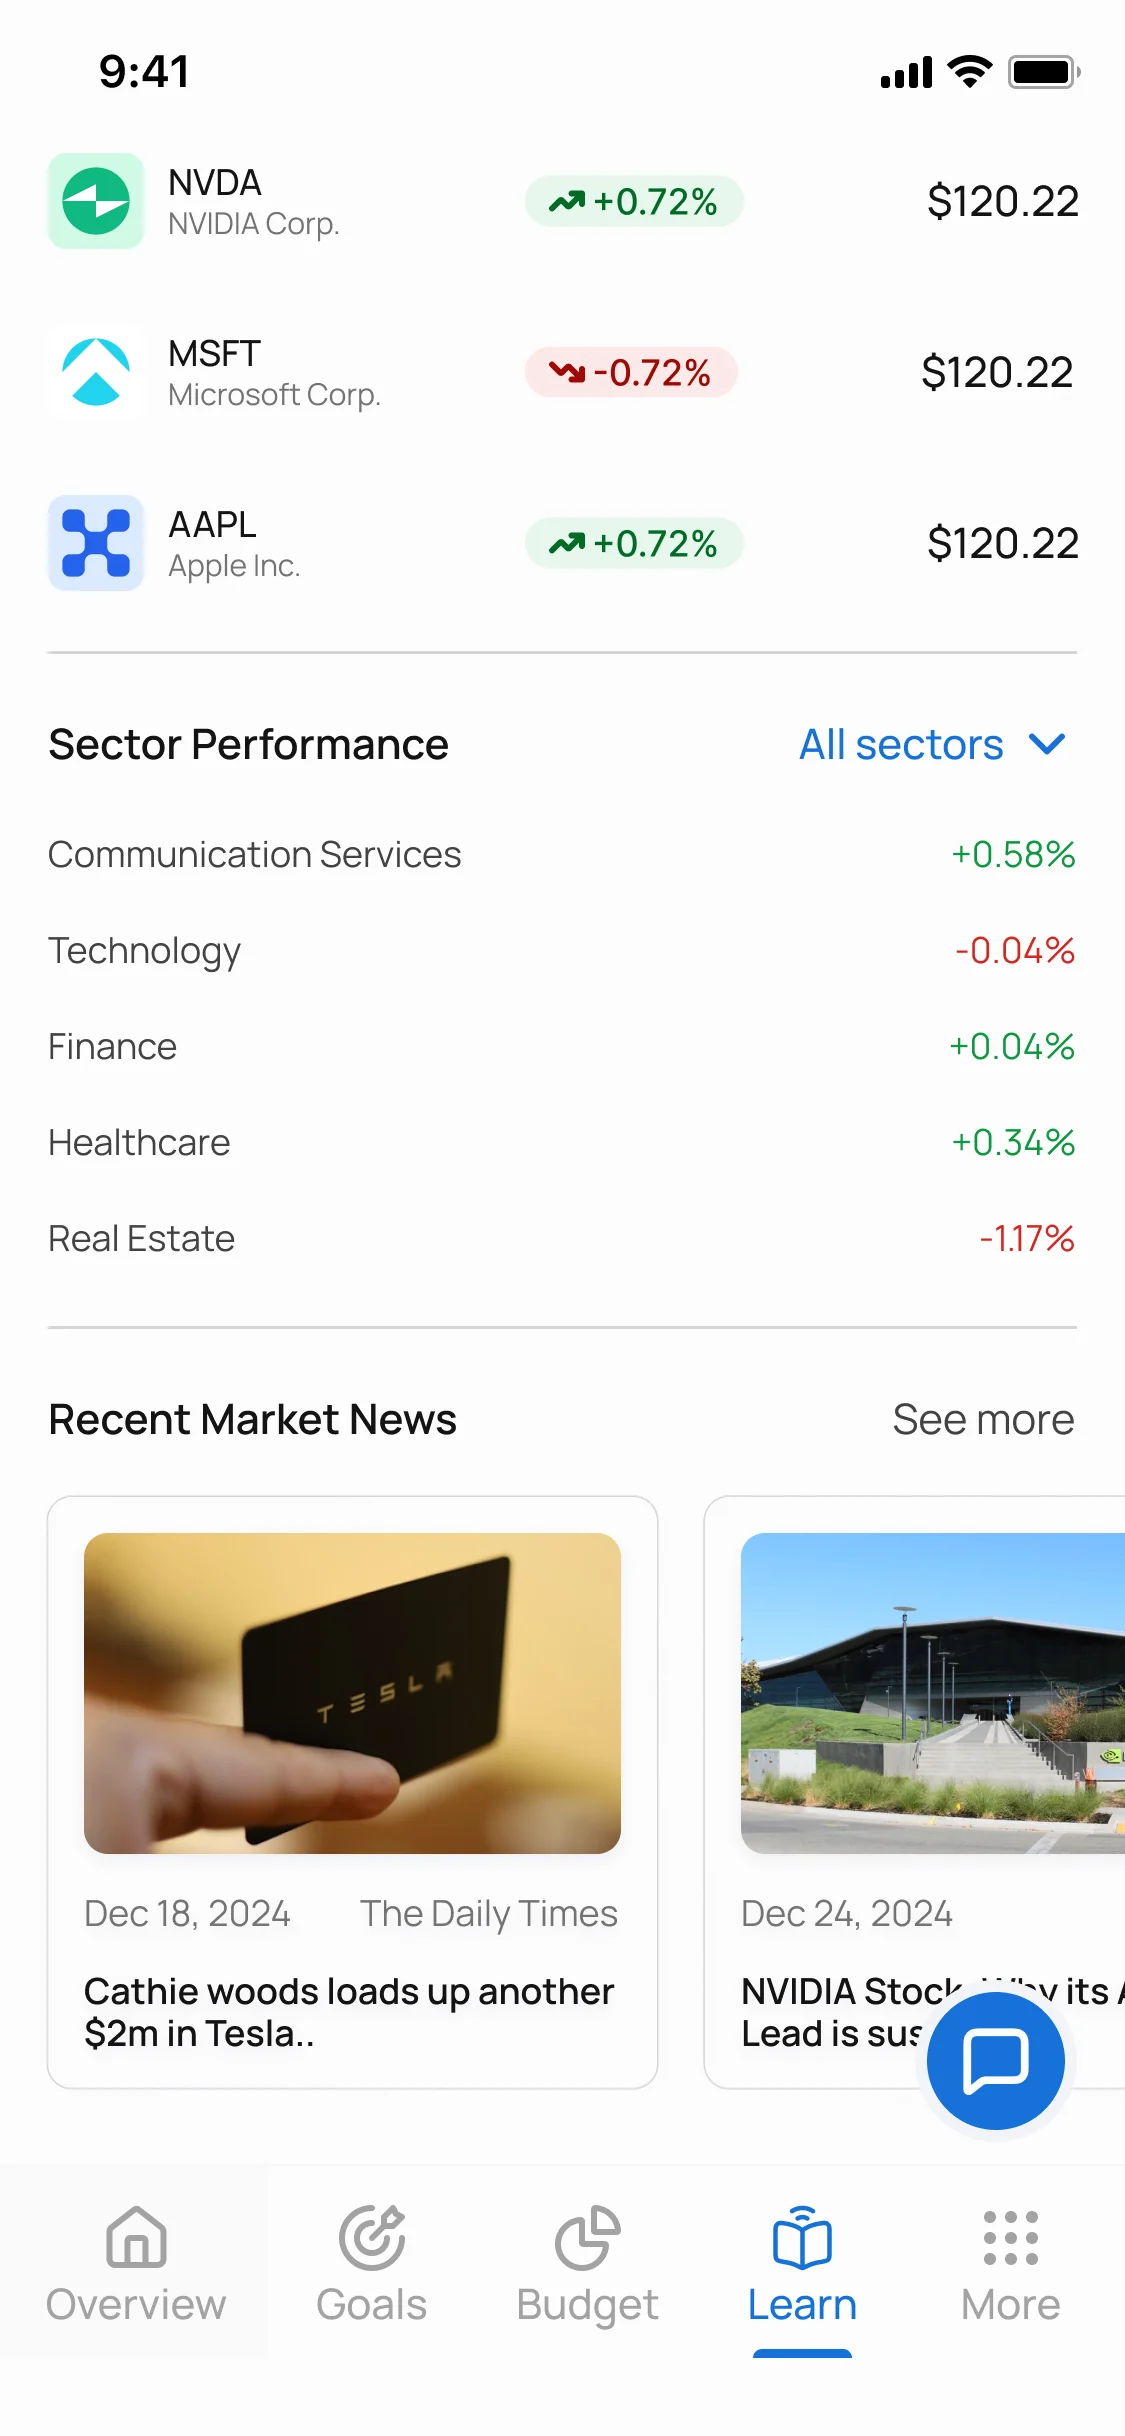 9:41
NVDA
NVIDIA Corp.
+0.72%
$120.22
MSFT
Microsoft Corp.
-0.72%
$120.22
AAPL
Apple Inc.
+0.72%
$120.22
Sector Performance
All sectors
Communication Services
+0.58%
Technology
-0.04%
Finance
+0.04%
Healthcare
+0.34%
Real Estate
-1.17%
Recent Market News
See more
TESLA
Dec 18, 2024
The Daily Times
Cathie woods loads up another
$2m in Tesla..
Dec 24, 2024
NVIDIA Stock: Why its
Lead is
Overview
Goals
Budget
Learn
More